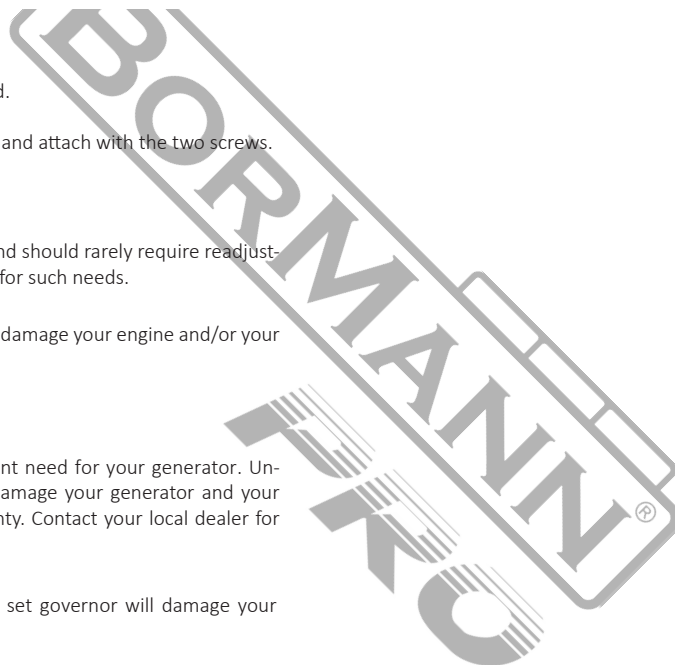 d.
and attach with the two screws.
nd should rarely require readjust-
for such needs.
damage your engine and/or your
nt need for your generator. Un-
amage your generator and your
nty. Contact your local dealer for
set governor will damage your
BORMANN®
PRO